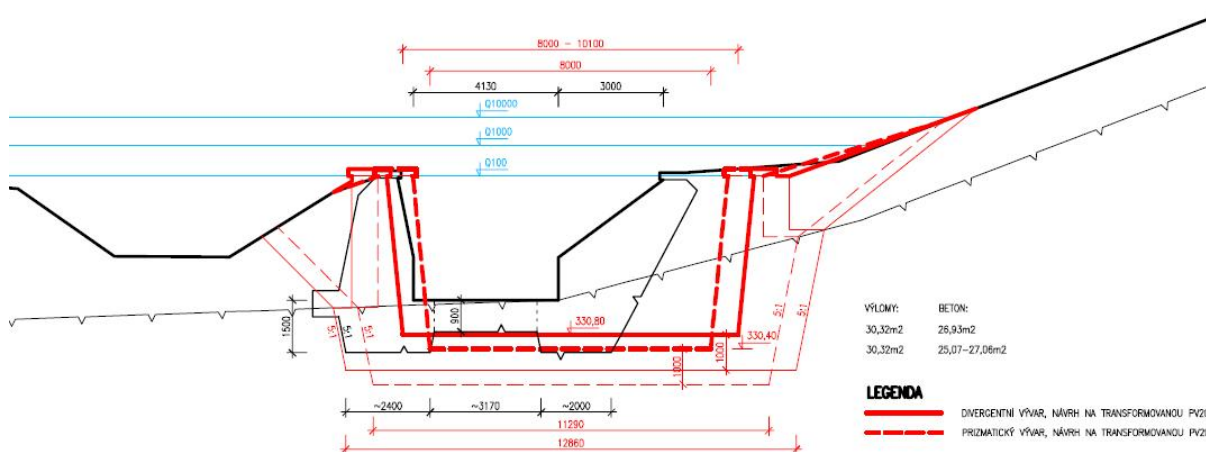 8000 - 10100
8000
4130
3000
Q10000
Q1000
Q100
1500
900
330,80
330,40
1000
1000
5:1
5:1
5:1
5:1
5:1
~2400
~3170
~2000
11290
12860
VÝLOMY: BETON:
30,32m2 26,93m2
30,32m2 25,07-27,06m2
LEGENDA
DIVERGENTNÍ VÝVAR, NÁVRH NA TRANSFORMOVANOU
PRIZMATICKÝ VÝVAR, NÁVRH NA TRANSFORMOVANOU